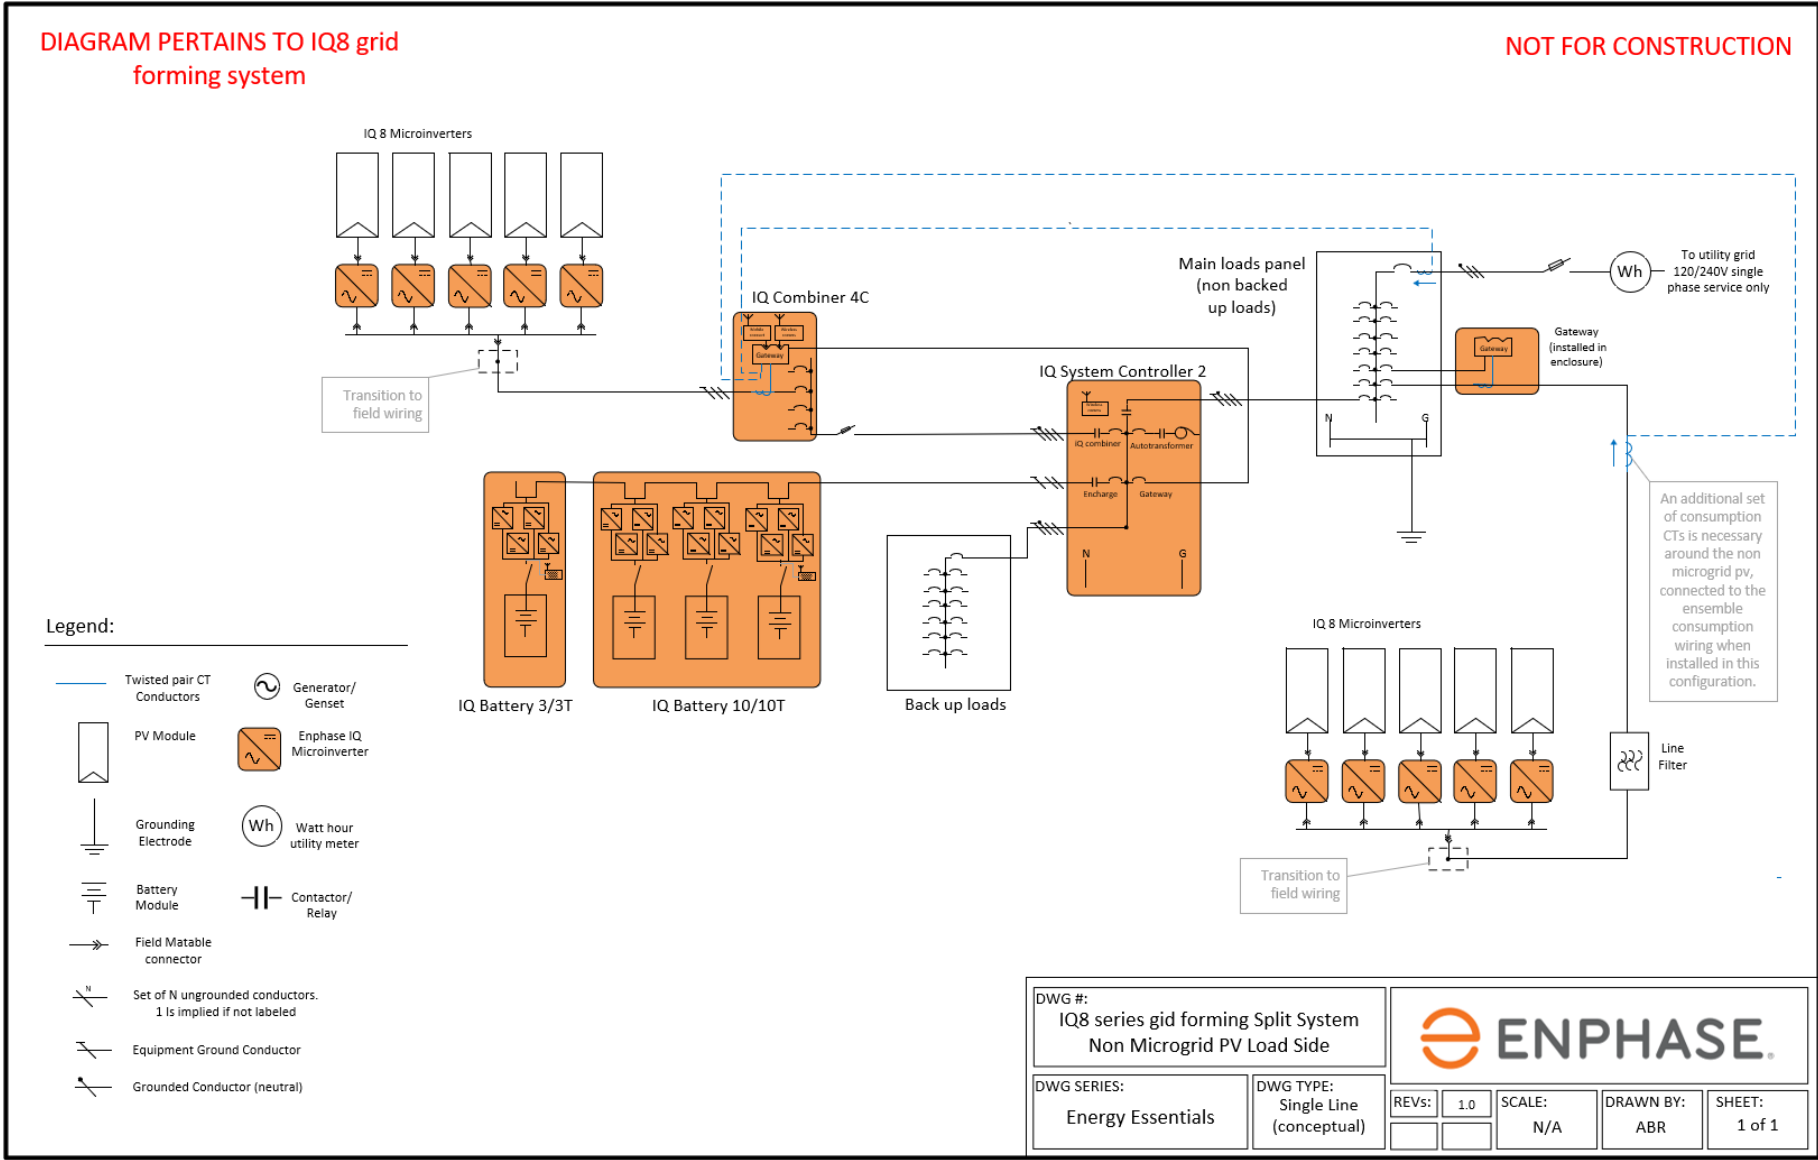 DIAGRAM PERTAINS TO IQ8 grid
forming system
NOT FOR CONSTRUCTION
IQ 8 Microinverters
Transition to
field wiring
IQ Combiner 4C
Gateway
IQ System Controller 2
IQ combiner
Autotransformer
Encharge
Gateway
N
G
Main loads panel
(non backed
up loads)
N
G
Wh
To utility grid
120/240V single
phase service only
Gateway
Gateway
(installed in
enclosure)
An additional set
of consumption
CTs is necessary
around the non
microgrid pv,
connected to the
ensemble
consumption
wiring when
installed in this
configuration.
IQ Battery 3/3T
IQ Battery 10/10T
Back up loads
IQ 8 Microinverters
Line
Filter
Transition to
field wiring
Legend:
Twisted pair CT
Conductors
Generator/
Genset
PV Module
Enphase IQ
Microinverter
Grounding
Electrode
Wh
Watt hour
utility meter
Battery
Module
Contactor/
Relay
Field Matable
connector
N
Set of N ungrounded conductors.
1 Is implied if not labeled
Equipment Ground Conductor
Grounded Conductor (neutral)
DWG #:
IQ8 series gid forming Split System
Non Microgrid PV Load Side
ENPHASE.
DWG SERIES:
Energy Essentials
DWG TYPE:
Single Line
(conceptual)
REVs:
1.0
SCALE:
N/A
DRAWN BY:
ABR
SHEET:
1 of 1